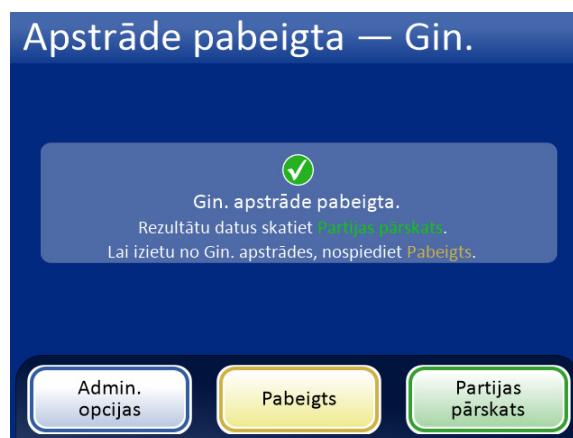 Apstrāde pabeigta — Gin.
Gin. apstrāde pabeigta.
Rezultātu datus skatiet Partijas pārskats.
Lai izietu no Gin. apstrādes, nospiediet Pabeigts.
Admin.
opcijas
Pabeigts
Partijas
pārskats